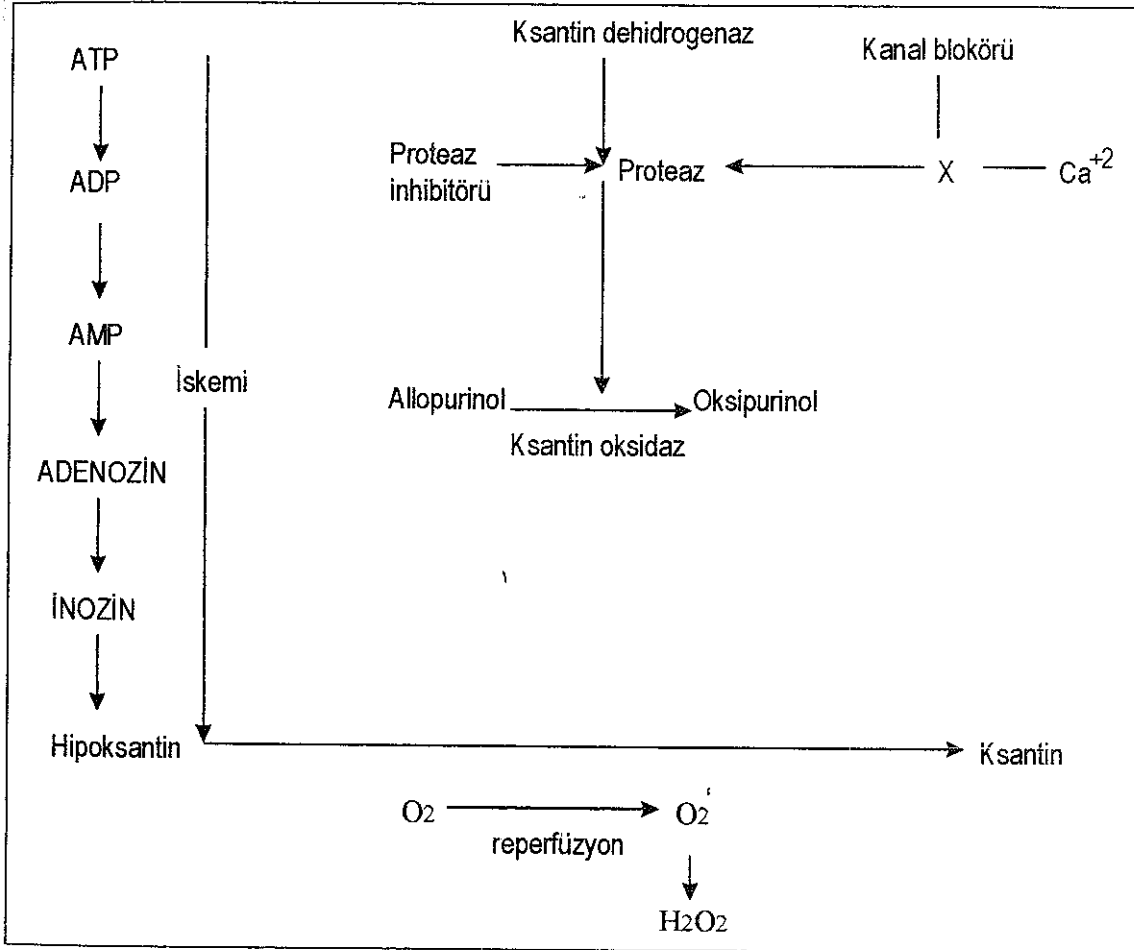 Ksantin dehidrogenaz
ATP
Kanal blokörü
Proteaz
inhibitörü
Proteaz
X
Ca+2
ADP
AMP
İskemi
Allopurinol
Oksipurinol
Ksantin oksidaz
ADENOZİN
İNOZİN
Hipoksantin
Ksantin
O2
O2'
reperfüzyon
H2O2